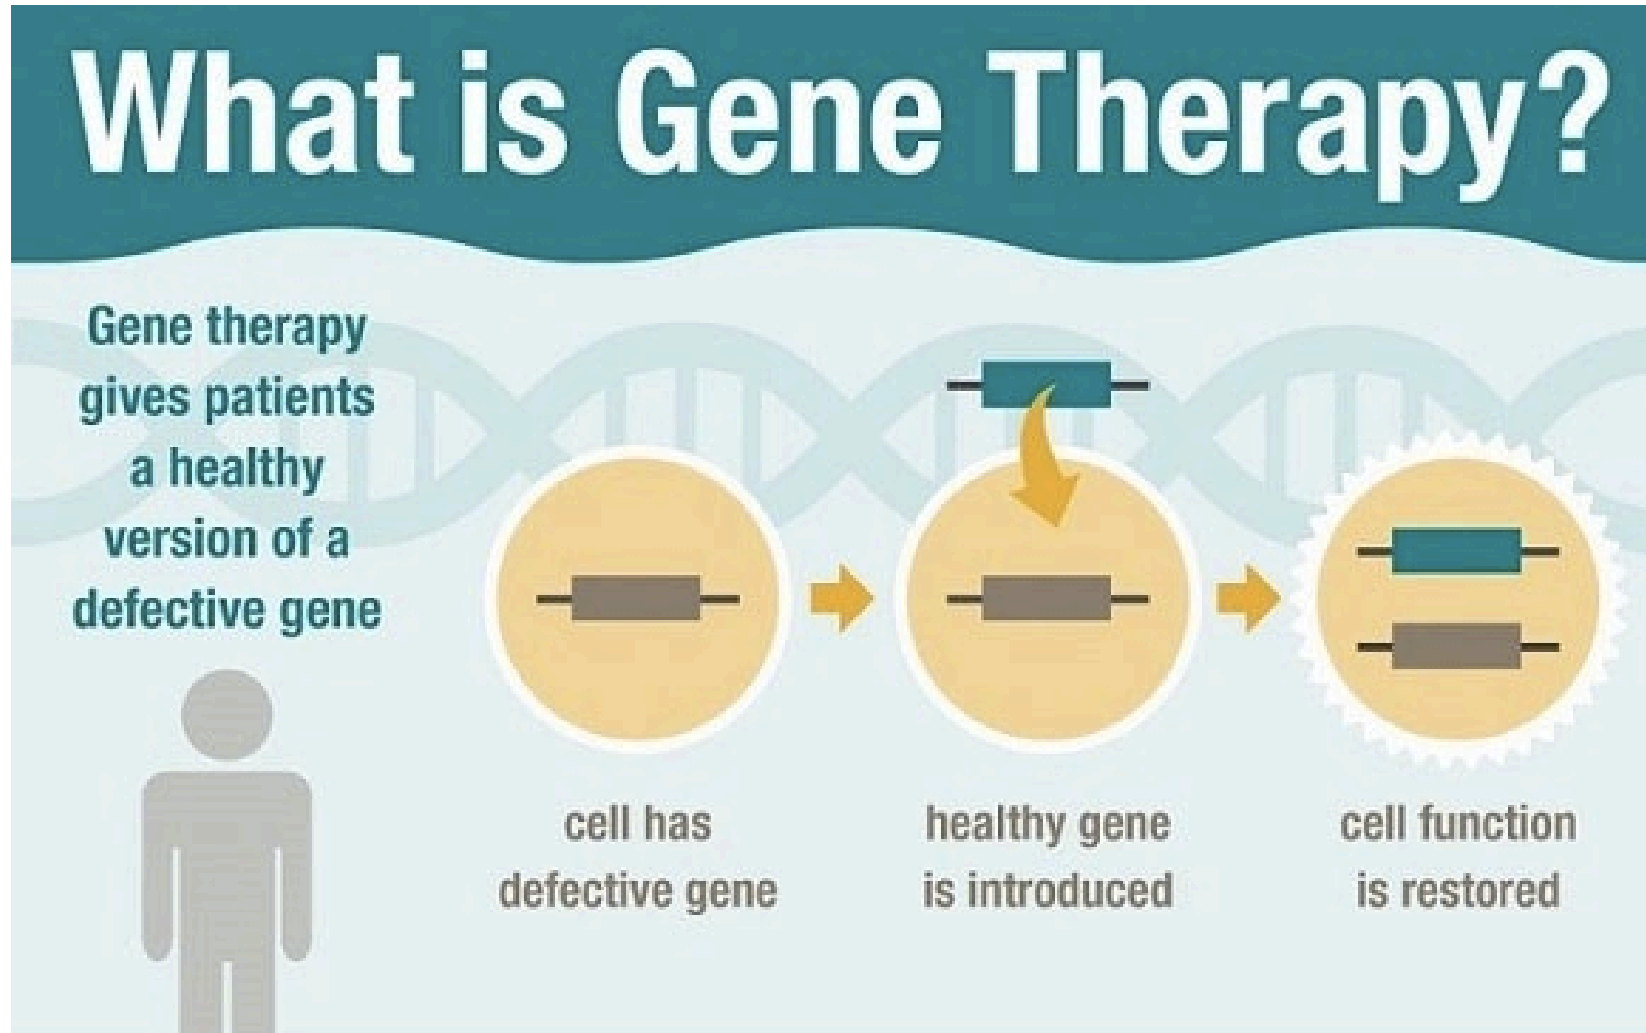 What is Gene Therapy?
Gene therapy
gives patients
a healthy
version of a
defective gene
cell has
defective gene
healthy gene
is introduced
cell function
is restored